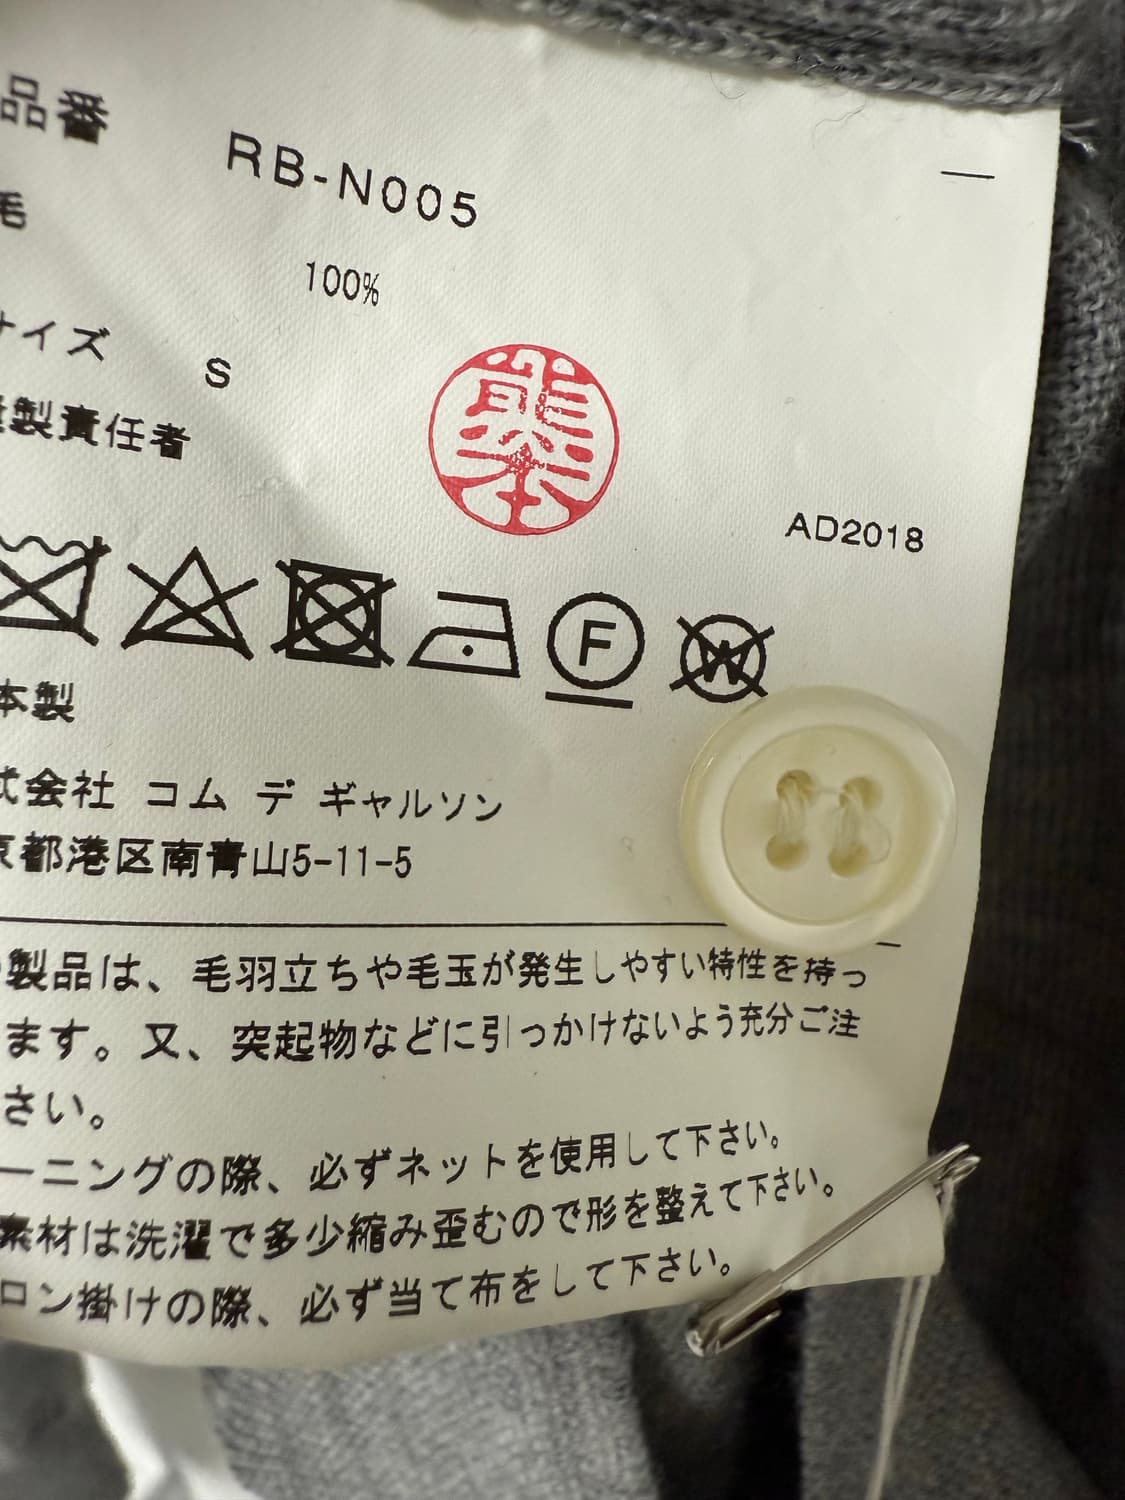 品番 RB-N005
毛 100%
サイズ S
製責任者
AD2018
F
W
本製
式会社 コム デ ギャルソン
京都港区南青山5-11-5
製品は、毛羽立ちや毛玉が発生しやすい特性を持っ
ます。又、突起物などに引っかけないよう充分ご注
さい。
ーニングの際、必ずネットを使用して下さい。
素材は洗濯で多少縮み歪むので形を整えて下さい。
ロン掛けの際、必ず当て布をして下さい。